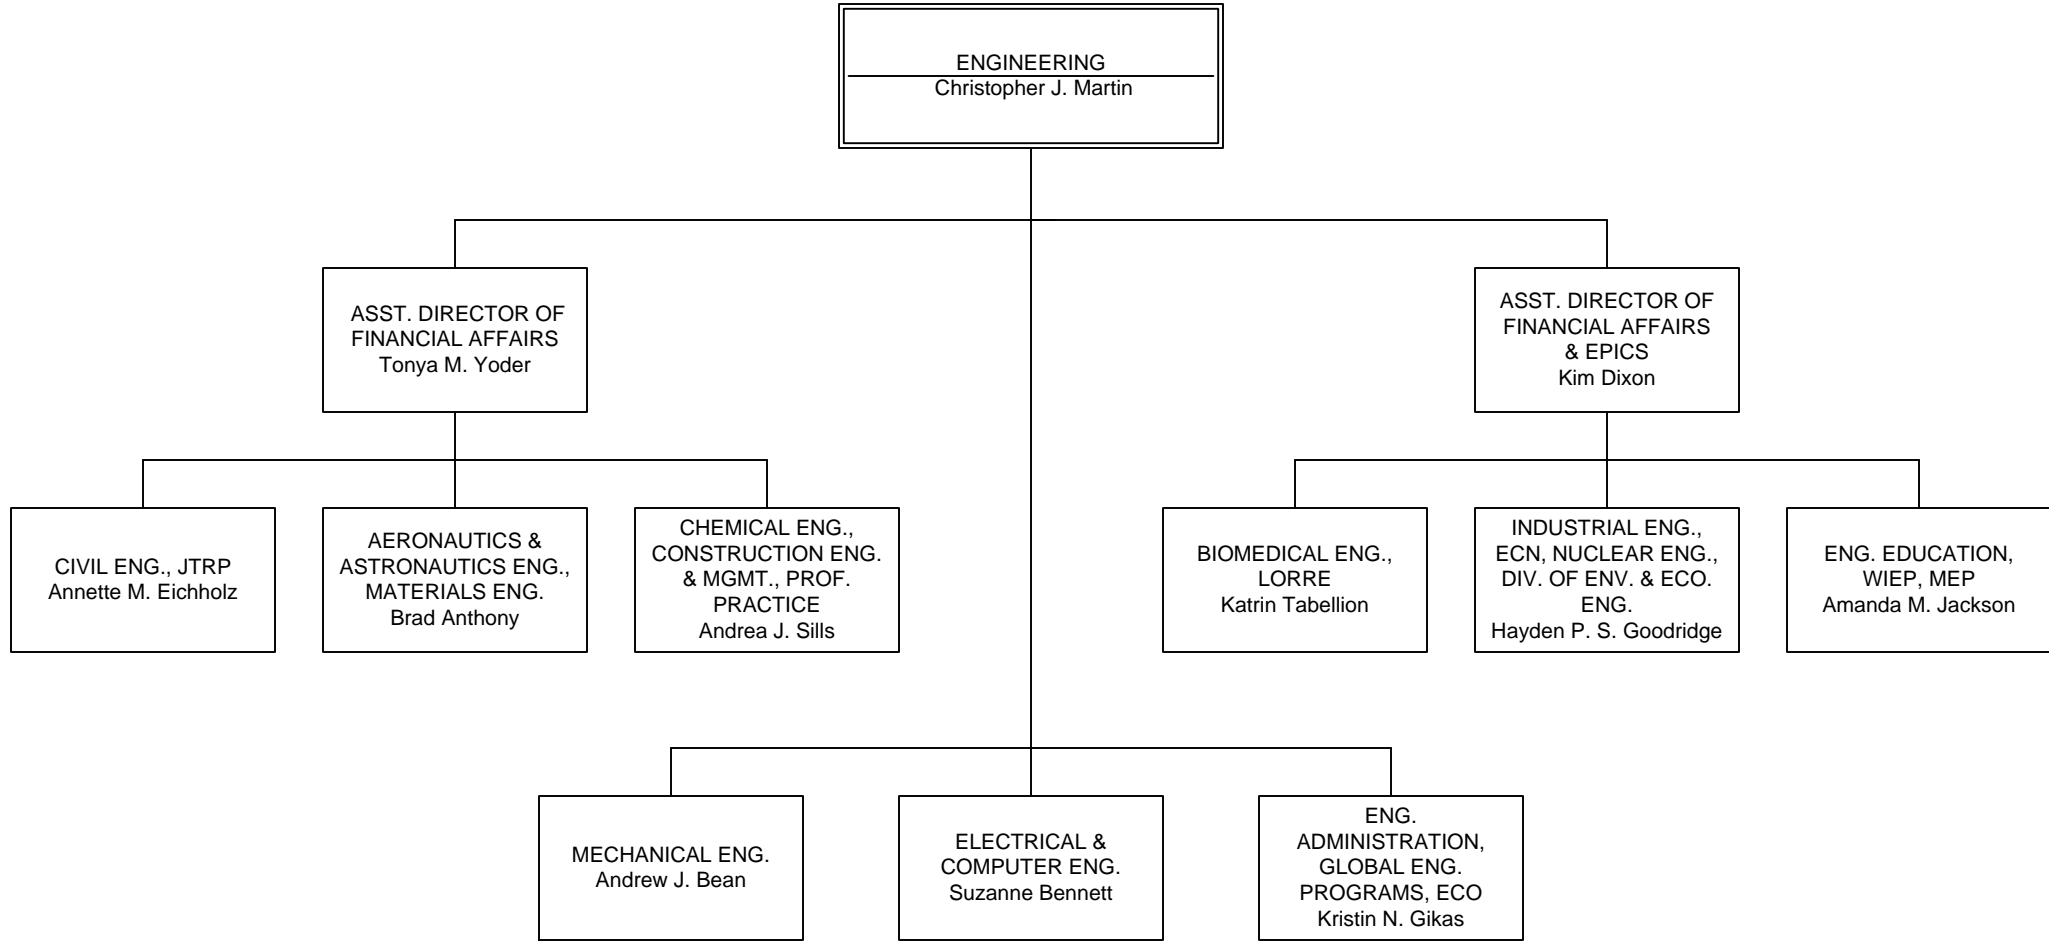 ENGINEERING
Christopher J. Martin
ASST. DIRECTOR OF
FINANCIAL AFFAIRS
Tonya M. Yoder
ASST. DIRECTOR OF
FINANCIAL AFFAIRS
& EPICS
Kim Dixon
CIVIL ENG., JTRP
Annette M. Eichholz
AERONAUTICS &
ASTRONAUTICS ENG.,
MATERIALS ENG.
Brad Anthony
CHEMICAL ENG.,
CONSTRUCTION ENG.
& MGMT., PROF.
PRACTICE
Andrea J. Sills
BIOMEDICAL ENG.,
LORRE
Katrin Tabellion
INDUSTRIAL ENG.,
ECN, NUCLEAR ENG.,
DIV. OF ENV. & ECO.
ENG.
Hayden P. S. Goodridge
ENG. EDUCATION,
WIEP, MEP
Amanda M. Jackson
MECHANICAL ENG.
Andrew J. Bean
ELECTRICAL &
COMPUTER ENG.
Suzanne Bennett
ENG.
ADMINISTRATION,
GLOBAL ENG.
PROGRAMS, ECO
Kristin N. Gikas